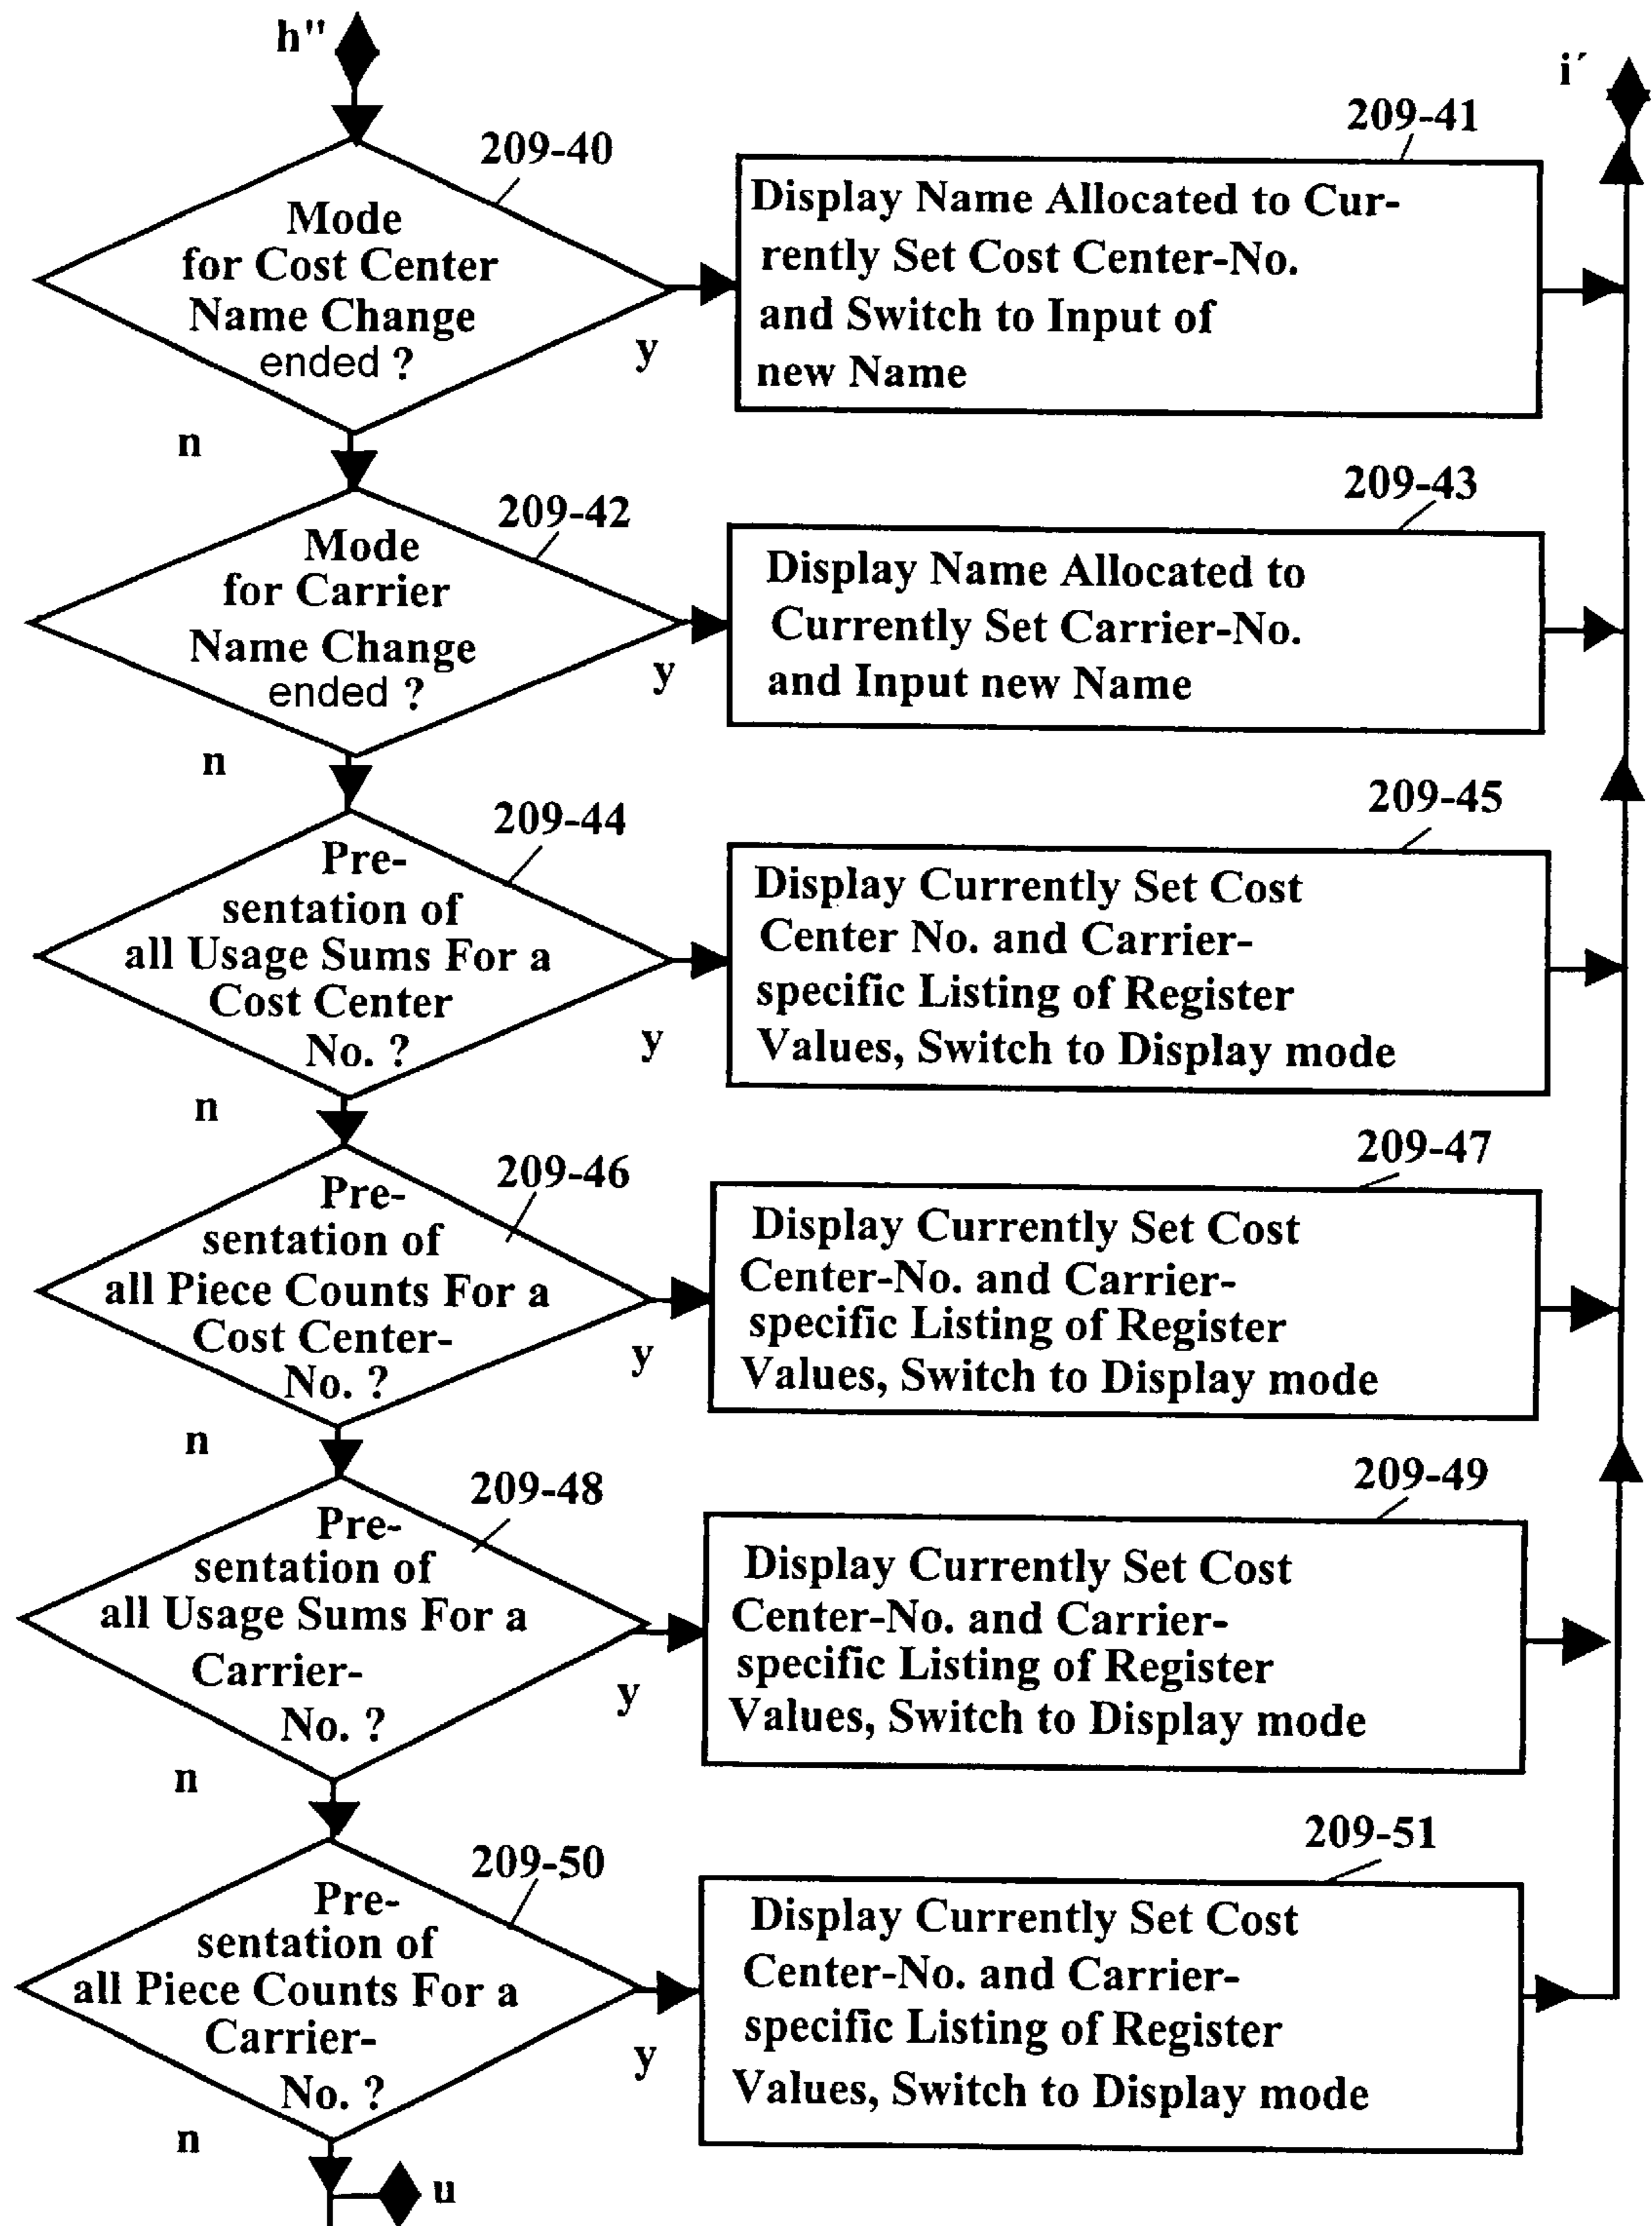 h"
i´
209-40
209-41
Mode
for Cost Center
Name Change
ended ?
y
n
Display Name Allocated to Cur-
rently Set Cost Center-No.
and Switch to Input of
new Name
209-42
209-43
Mode
for Carrier
Name Change
ended ?
y
n
Display Name Allocated to
Currently Set Carrier-No.
and Input new Name
209-44
209-45
Pre-
sentation of
all Usage Sums For a
Cost Center
No. ?
y
n
Display Currently Set Cost
Center No. and Carrier-
specific Listing of Register
Values, Switch to Display mode
209-46
209-47
Pre-
sentation of
all Piece Counts For a
Cost Center-
No. ?
y
n
Display Currently Set Cost
Center-No. and Carrier-
specific Listing of Register
Values, Switch to Display mode
209-48
209-49
Pre-
sentation of
all Usage Sums For a
Carrier-
No. ?
y
n
Display Currently Set Cost
Center-No. and Carrier-
specific Listing of Register
Values, Switch to Display mode
209-50
209-51
Pre-
sentation of
all Piece Counts For a
Carrier-
No. ?
y
n
Display Currently Set Cost
Center-No. and Carrier-
specific Listing of Register
Values, Switch to Display mode
u